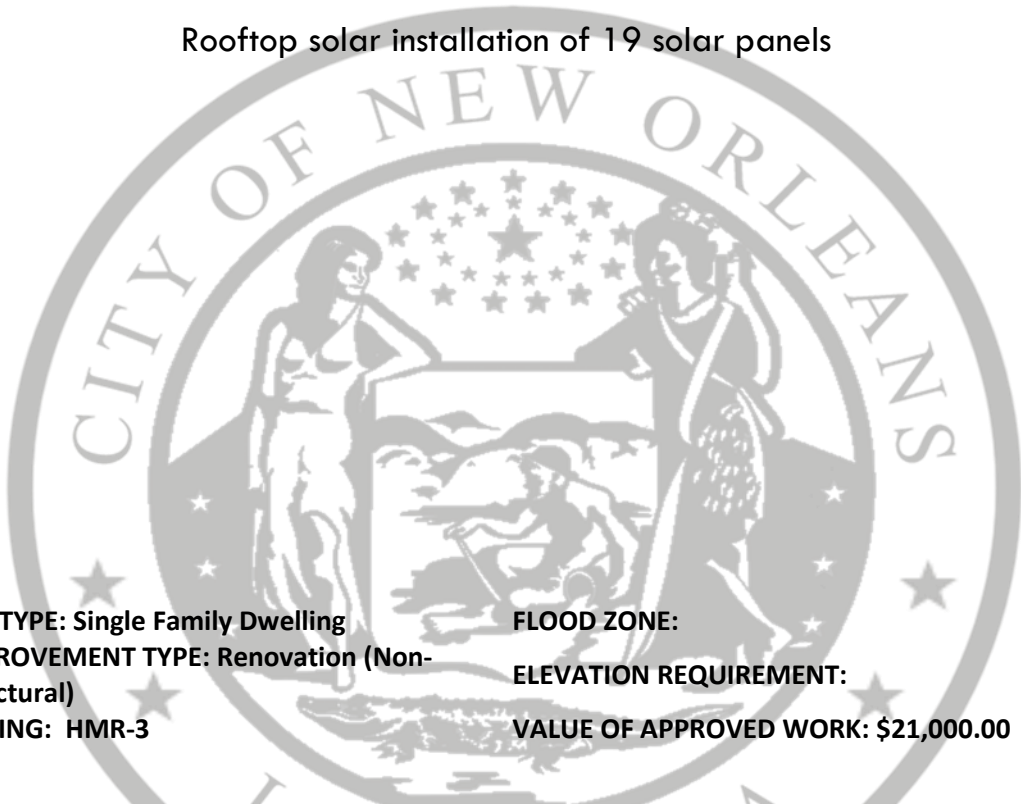 Rooftop solar installation of 19 solar panels
CITY OF NEW ORLEANS
TYPE: Single Family Dwelling
ROVEMENT TYPE: Renovation (Non-
ctural)
ING: HMR-3
FLOOD ZONE:
ELEVATION REQUIREMENT:
VALUE OF APPROVED WORK: $21,000.00